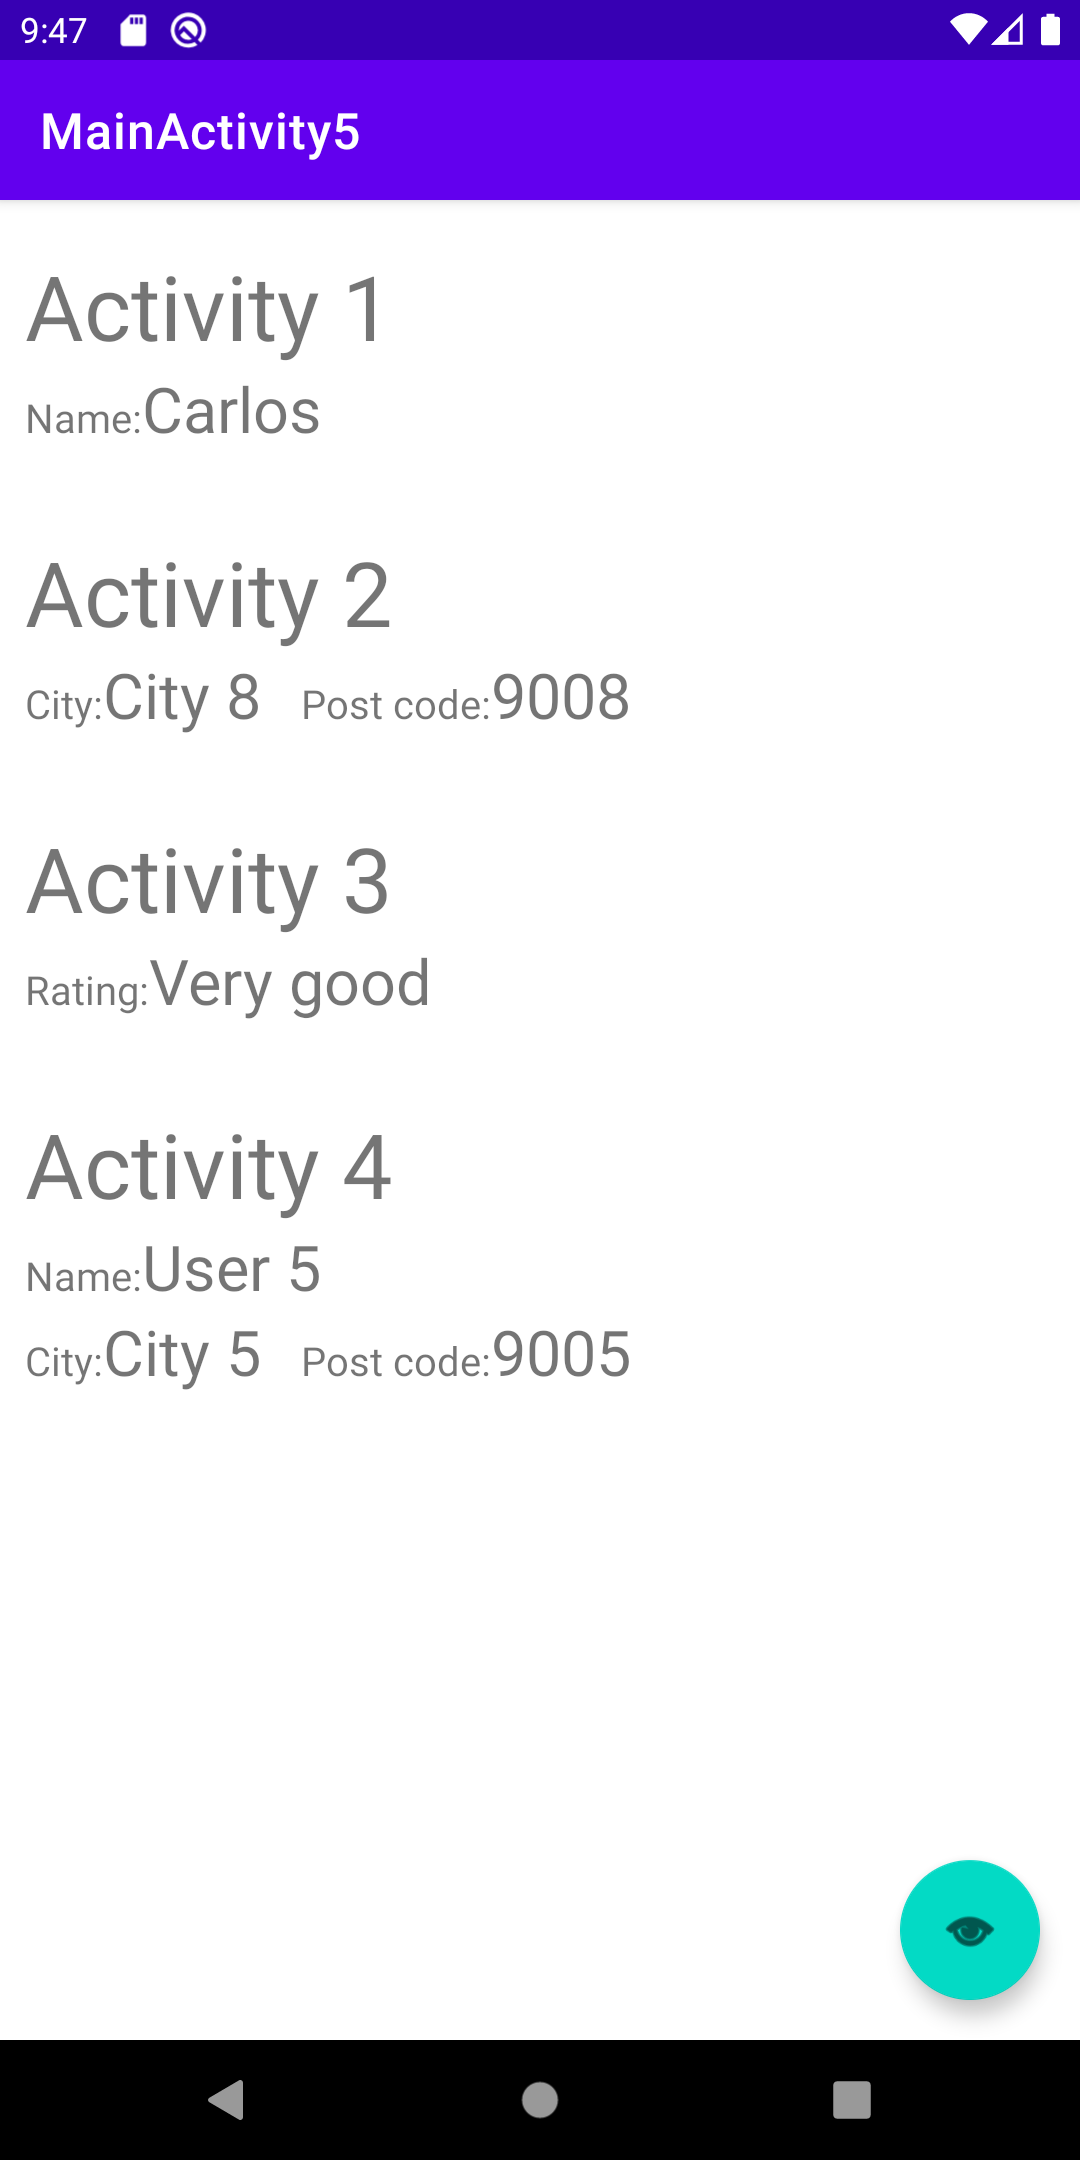 9:47
MainActivity5
Activity 1
Name:Carlos
Activity 2
City:City 8 Post code:9008
Activity 3
Rating:Very good
Activity 4
Name:User 5
City:City 5 Post code:9005